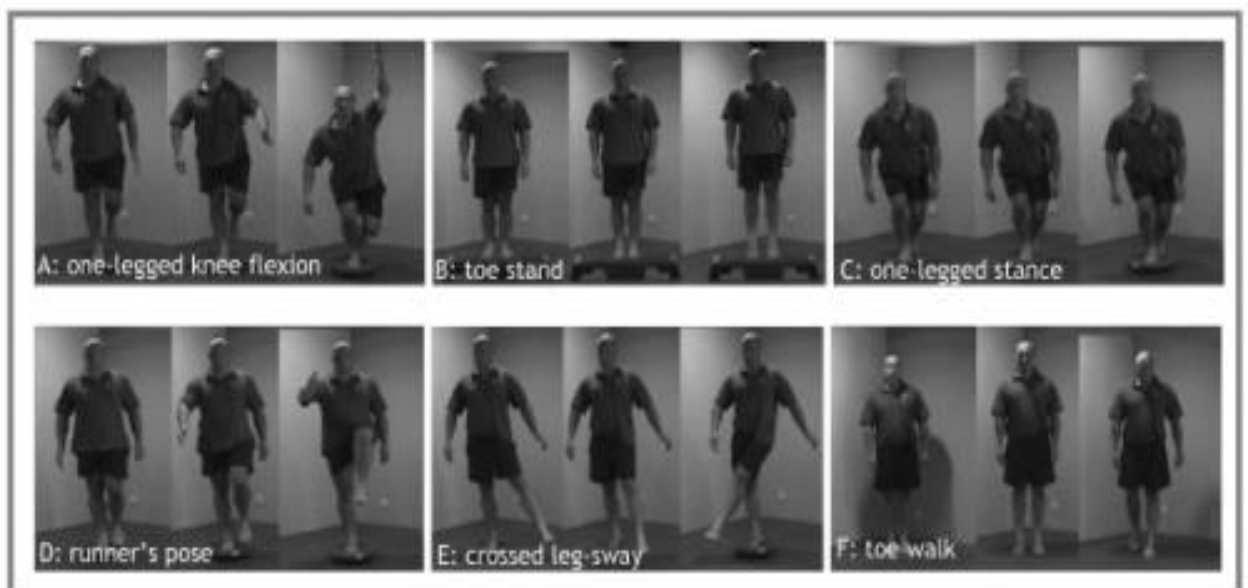 A: one-legged knee flexion
B: toe stand
C: one-legged stance
D: runner's pose
E: crossed leg-sway
F: toe walk